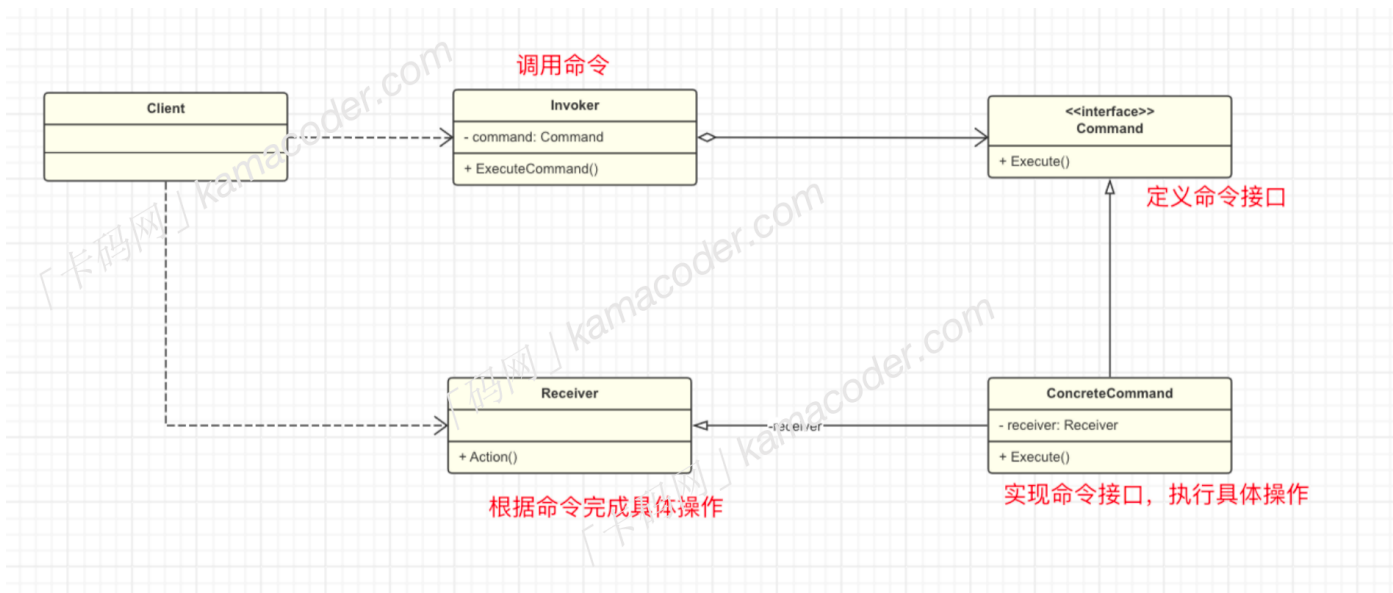 调用命令
Client
Invoker
- command: Command
+ ExecuteCommand()
<<interface>>
Command
+ Execute()
定义命令接口
「卡码网」kamacoder.com
「卡码网」kamacoder.com
「卡码网」kamacoder.com
Receiver
+ Action()
-receiver
ConcreteCommand
- receiver: Receiver
+ Execute()
根据命令完成具体操作
实现命令接口，执行具体操作